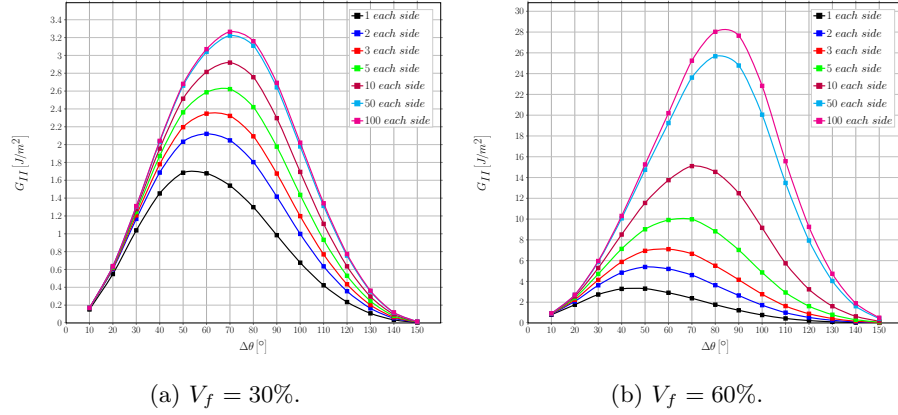 3.4
3.2
3
2.8
2.6
2.4
2.2
2
1.8
1.6
1.4
1.2
1
0.8
0.6
0.4
0.2
0
G_{II} [J/m^2]
10 20 30 40 50 60 70 80 90 100 110 120 130 140 150
Δθ [°]
1 each side
2 each side
3 each side
5 each side
10 each side
50 each side
100 each side
(a) V_f = 30%.
30
28
26
24
22
20
18
16
14
12
10
8
6
4
2
0
G_{II} [J/m^2]
10 20 30 40 50 60 70 80 90 100 110 120 130 140 150
Δθ [°]
1 each side
2 each side
3 each side
5 each side
10 each side
50 each side
100 each side
(b) V_f = 60%.